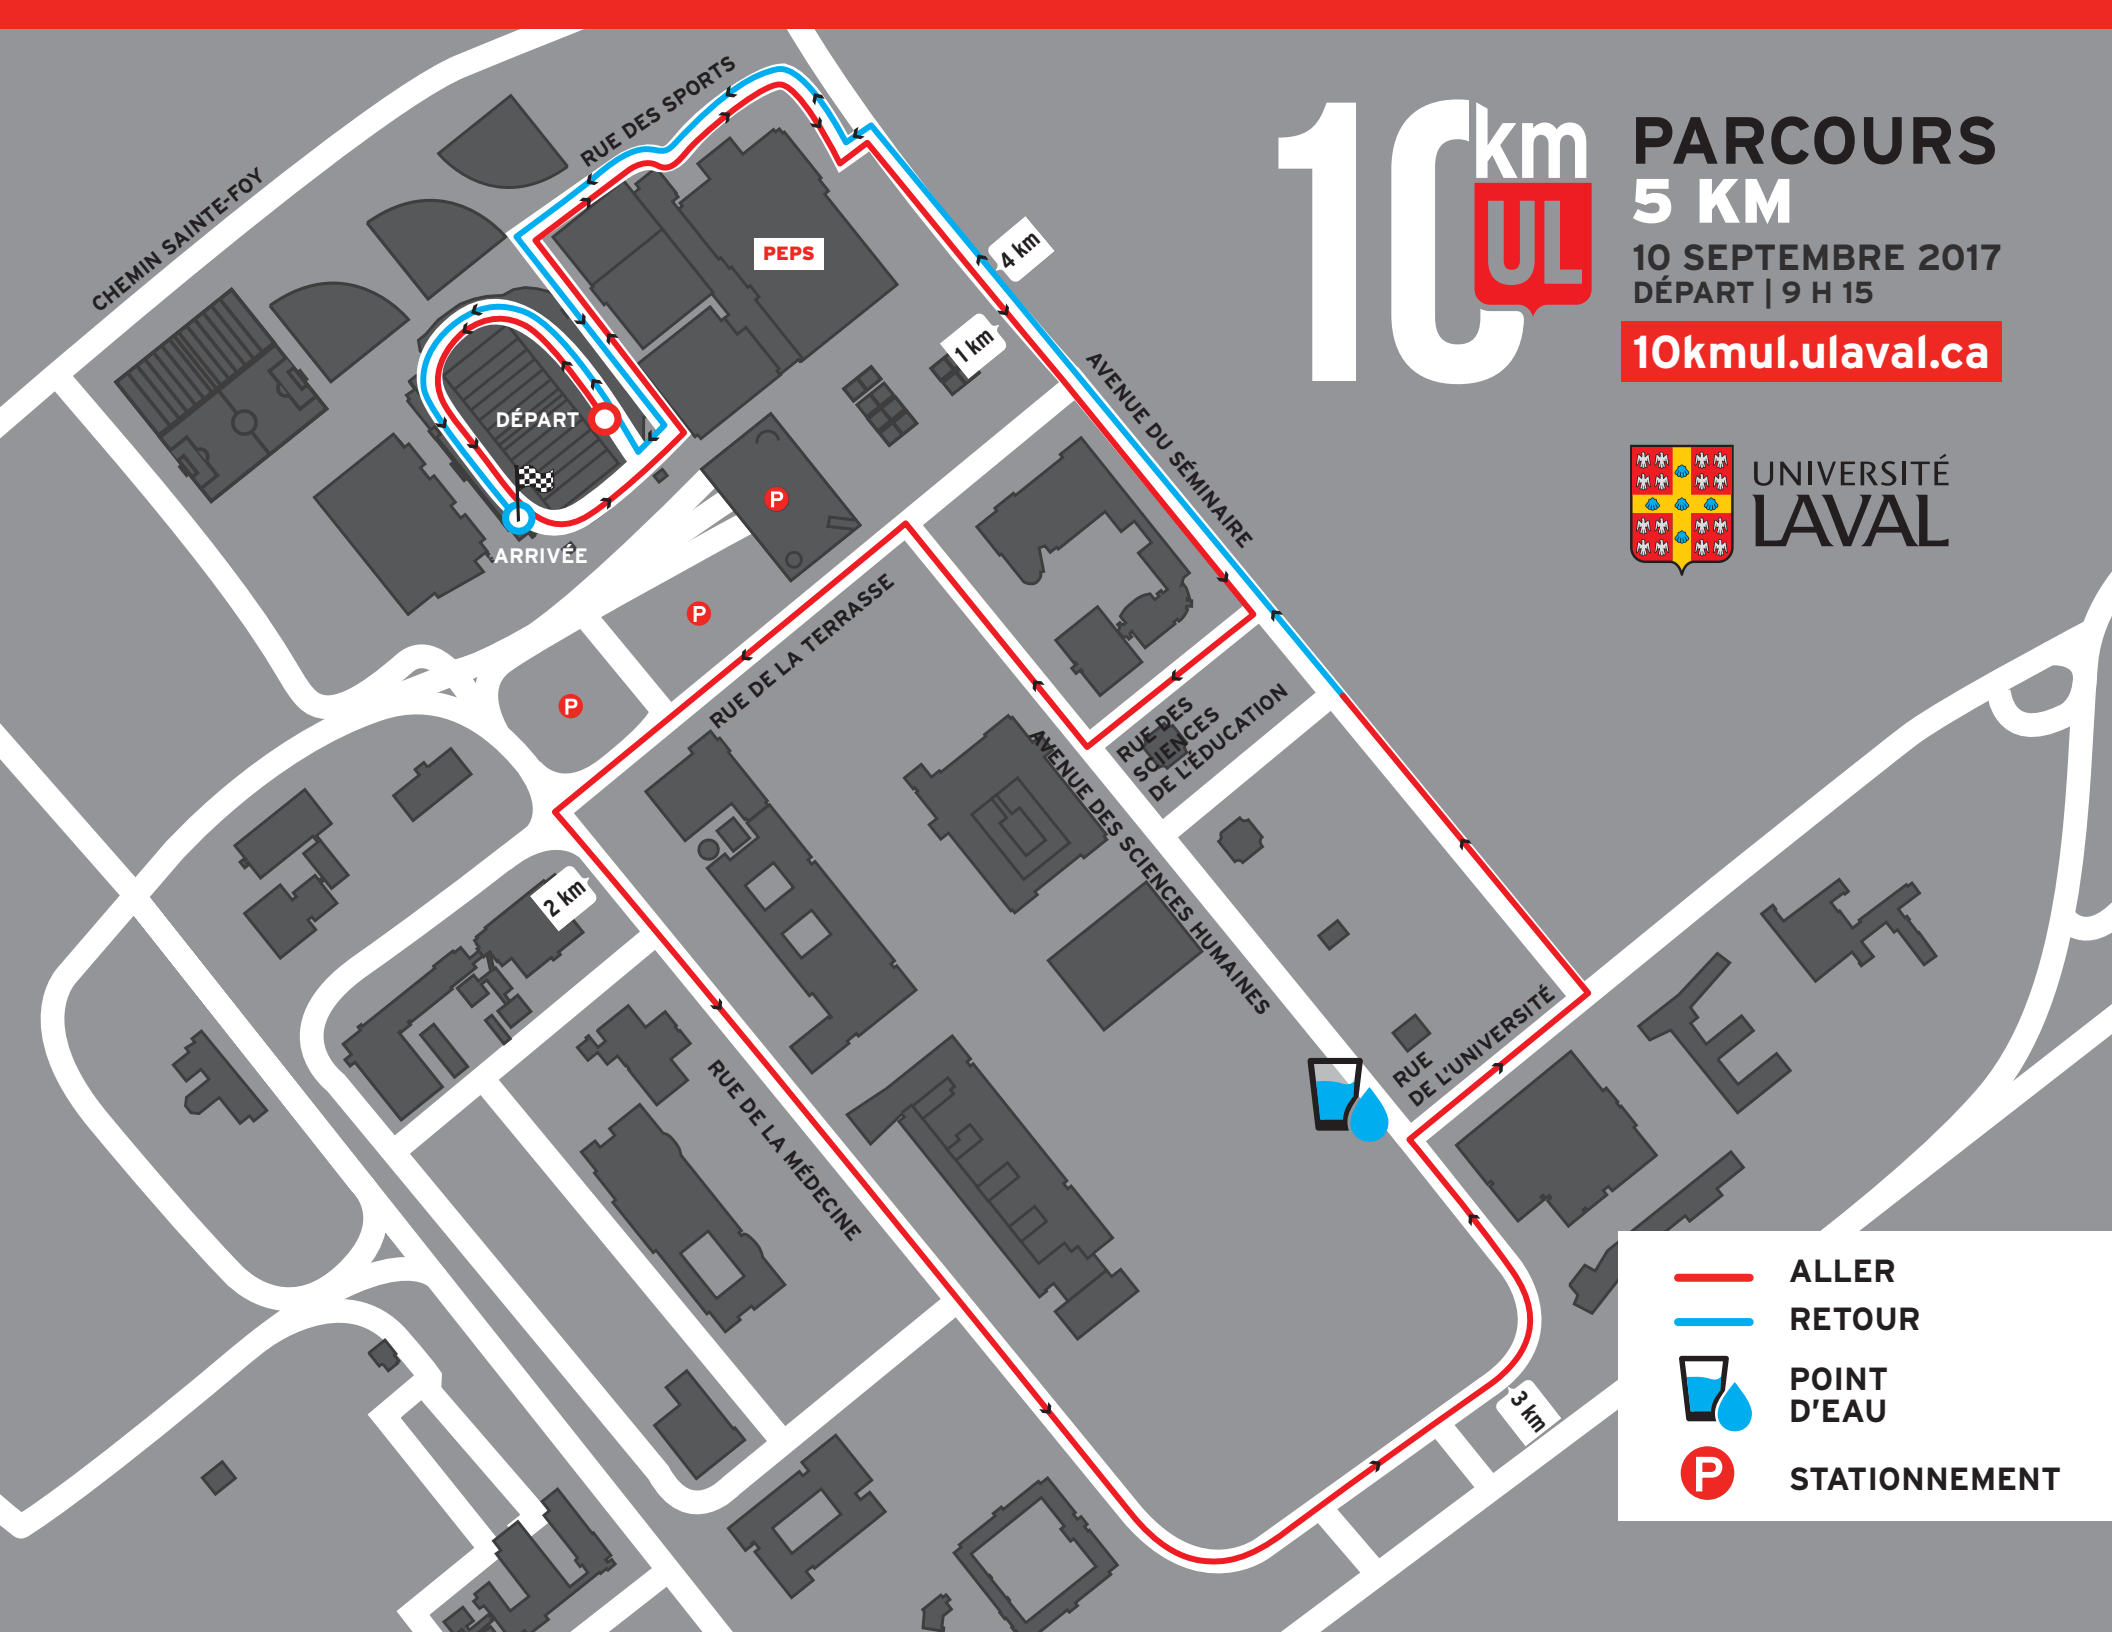 10 km
UL
PARCOURS
5 KM
10 SEPTEMBRE 2017
DÉPART | 9 H 15
10kmul.ulaval.ca
UNIVERSITÉ
LAVAL
CHEMIN SAINTE-FOY
RUE DES SPORTS
PEPS
4 km
1 km
AVENUE DU SÉMINAIRE
DÉPART
ARRIVÉE
P
P
P
RUE DE LA TERRASSE
RUE DES
SCIENCES
DE L'ÉDUCATION
AVENUE DES SCIENCES HUMAINES
2 km
RUE DE LA MÉDECINE
RUE
DE L'UNIVERSITÉ
3 km
ALLER
RETOUR
POINT
D'EAU
P
STATIONNEMENT